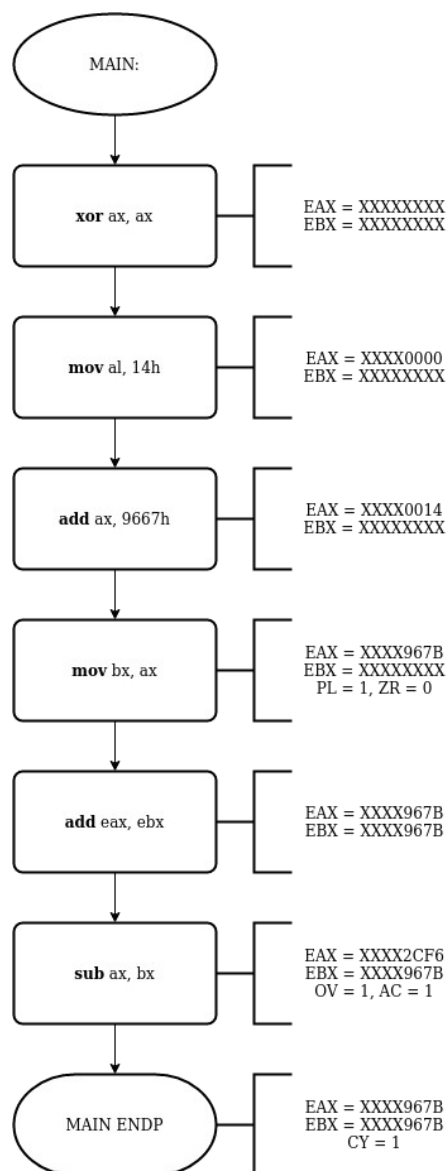 MAIN:
xor ax, ax
EAX = XXXXXXXX
EBX = XXXXXXXX
mov al, 14h
EAX = XXXX0000
EBX = XXXXXXXX
add ax, 9667h
EAX = XXXX0014
EBX = XXXXXXXX
mov bx, ax
EAX = XXXX967B
EBX = XXXXXXXX
PL = 1, ZR = 0
add eax, ebx
EAX = XXXX967B
EBX = XXXX967B
sub ax, bx
EAX = XXXX2CF6
EBX = XXXX967B
OV = 1, AC = 1
MAIN ENDP
EAX = XXXX967B
EBX = XXXX967B
CY = 1